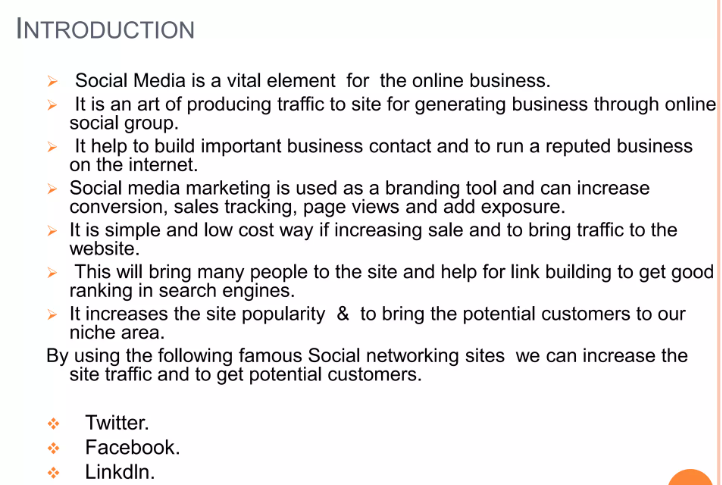 INTRODUCTION
Social Media is a vital element for the online business.
It is an art of producing traffic to site for generating business through online
social group.
It help to build important business contact and to run a reputed business
on the internet.
Social media marketing is used as a branding tool and can increase
conversion, sales tracking, page views and add exposure.
It is simple and low cost way if increasing sale and to bring traffic to the
website.
This will bring many people to the site and help for link building to get good
ranking in search engines.
It increases the site popularity & to bring the potential customers to our
niche area.
By using the following famous Social networking sites we can increase the
site traffic and to get potential customers.
Twitter.
Facebook.
Linkdln.